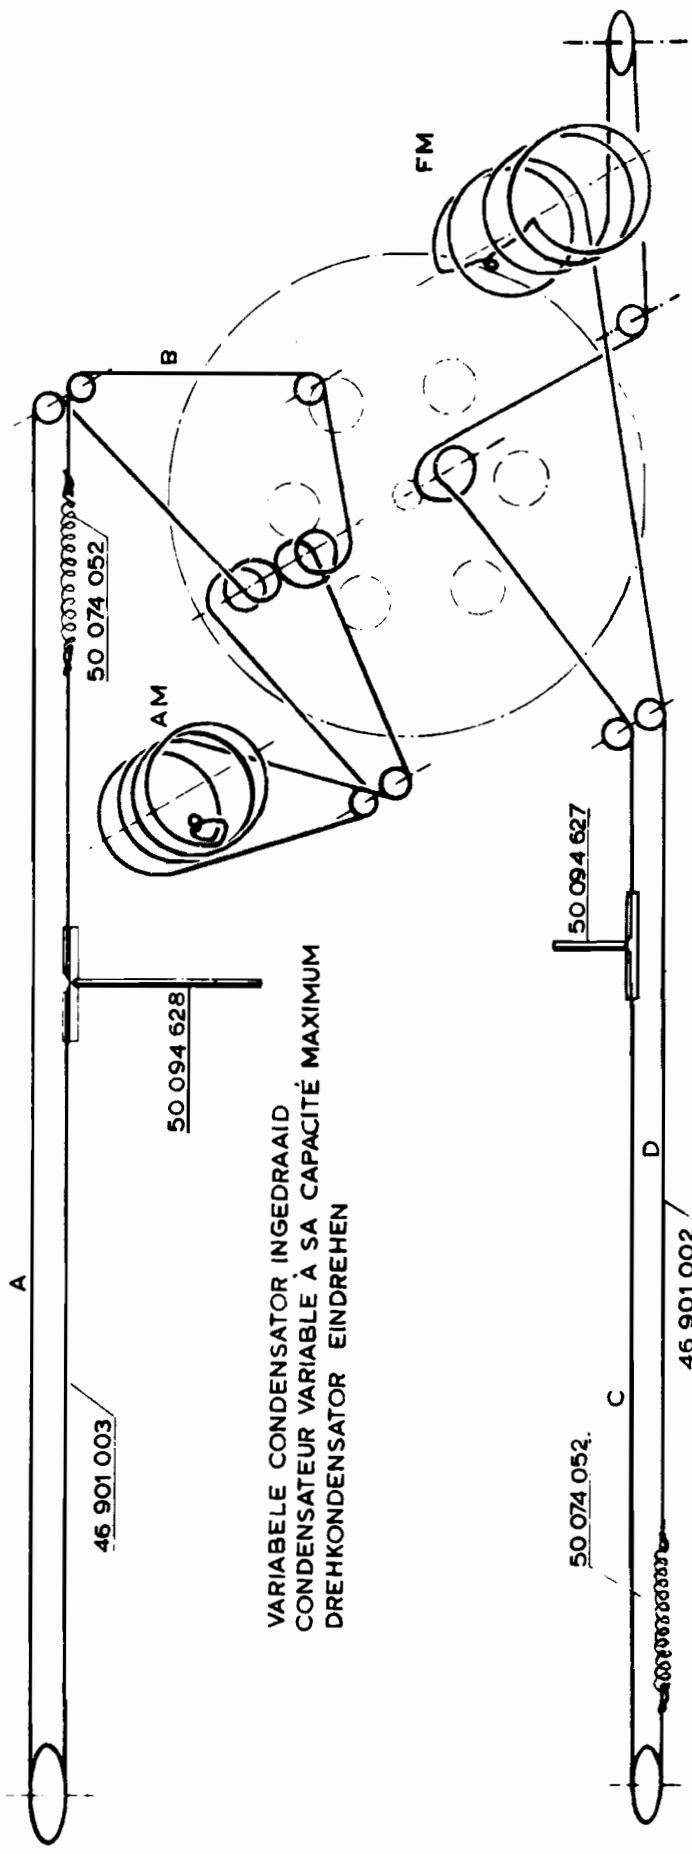 A
46 901 003
50 074 052
AM
B
50 094 628
VARIABELE CONDENSATOR INGEDRAAID
CONDENSATEUR VARIABLE À SA CAPACITÉ MAXIMUM
DREHKONDENSATOR EINDREHEN
FM
50 074 052.
50 094 627
C
D
46 901 002